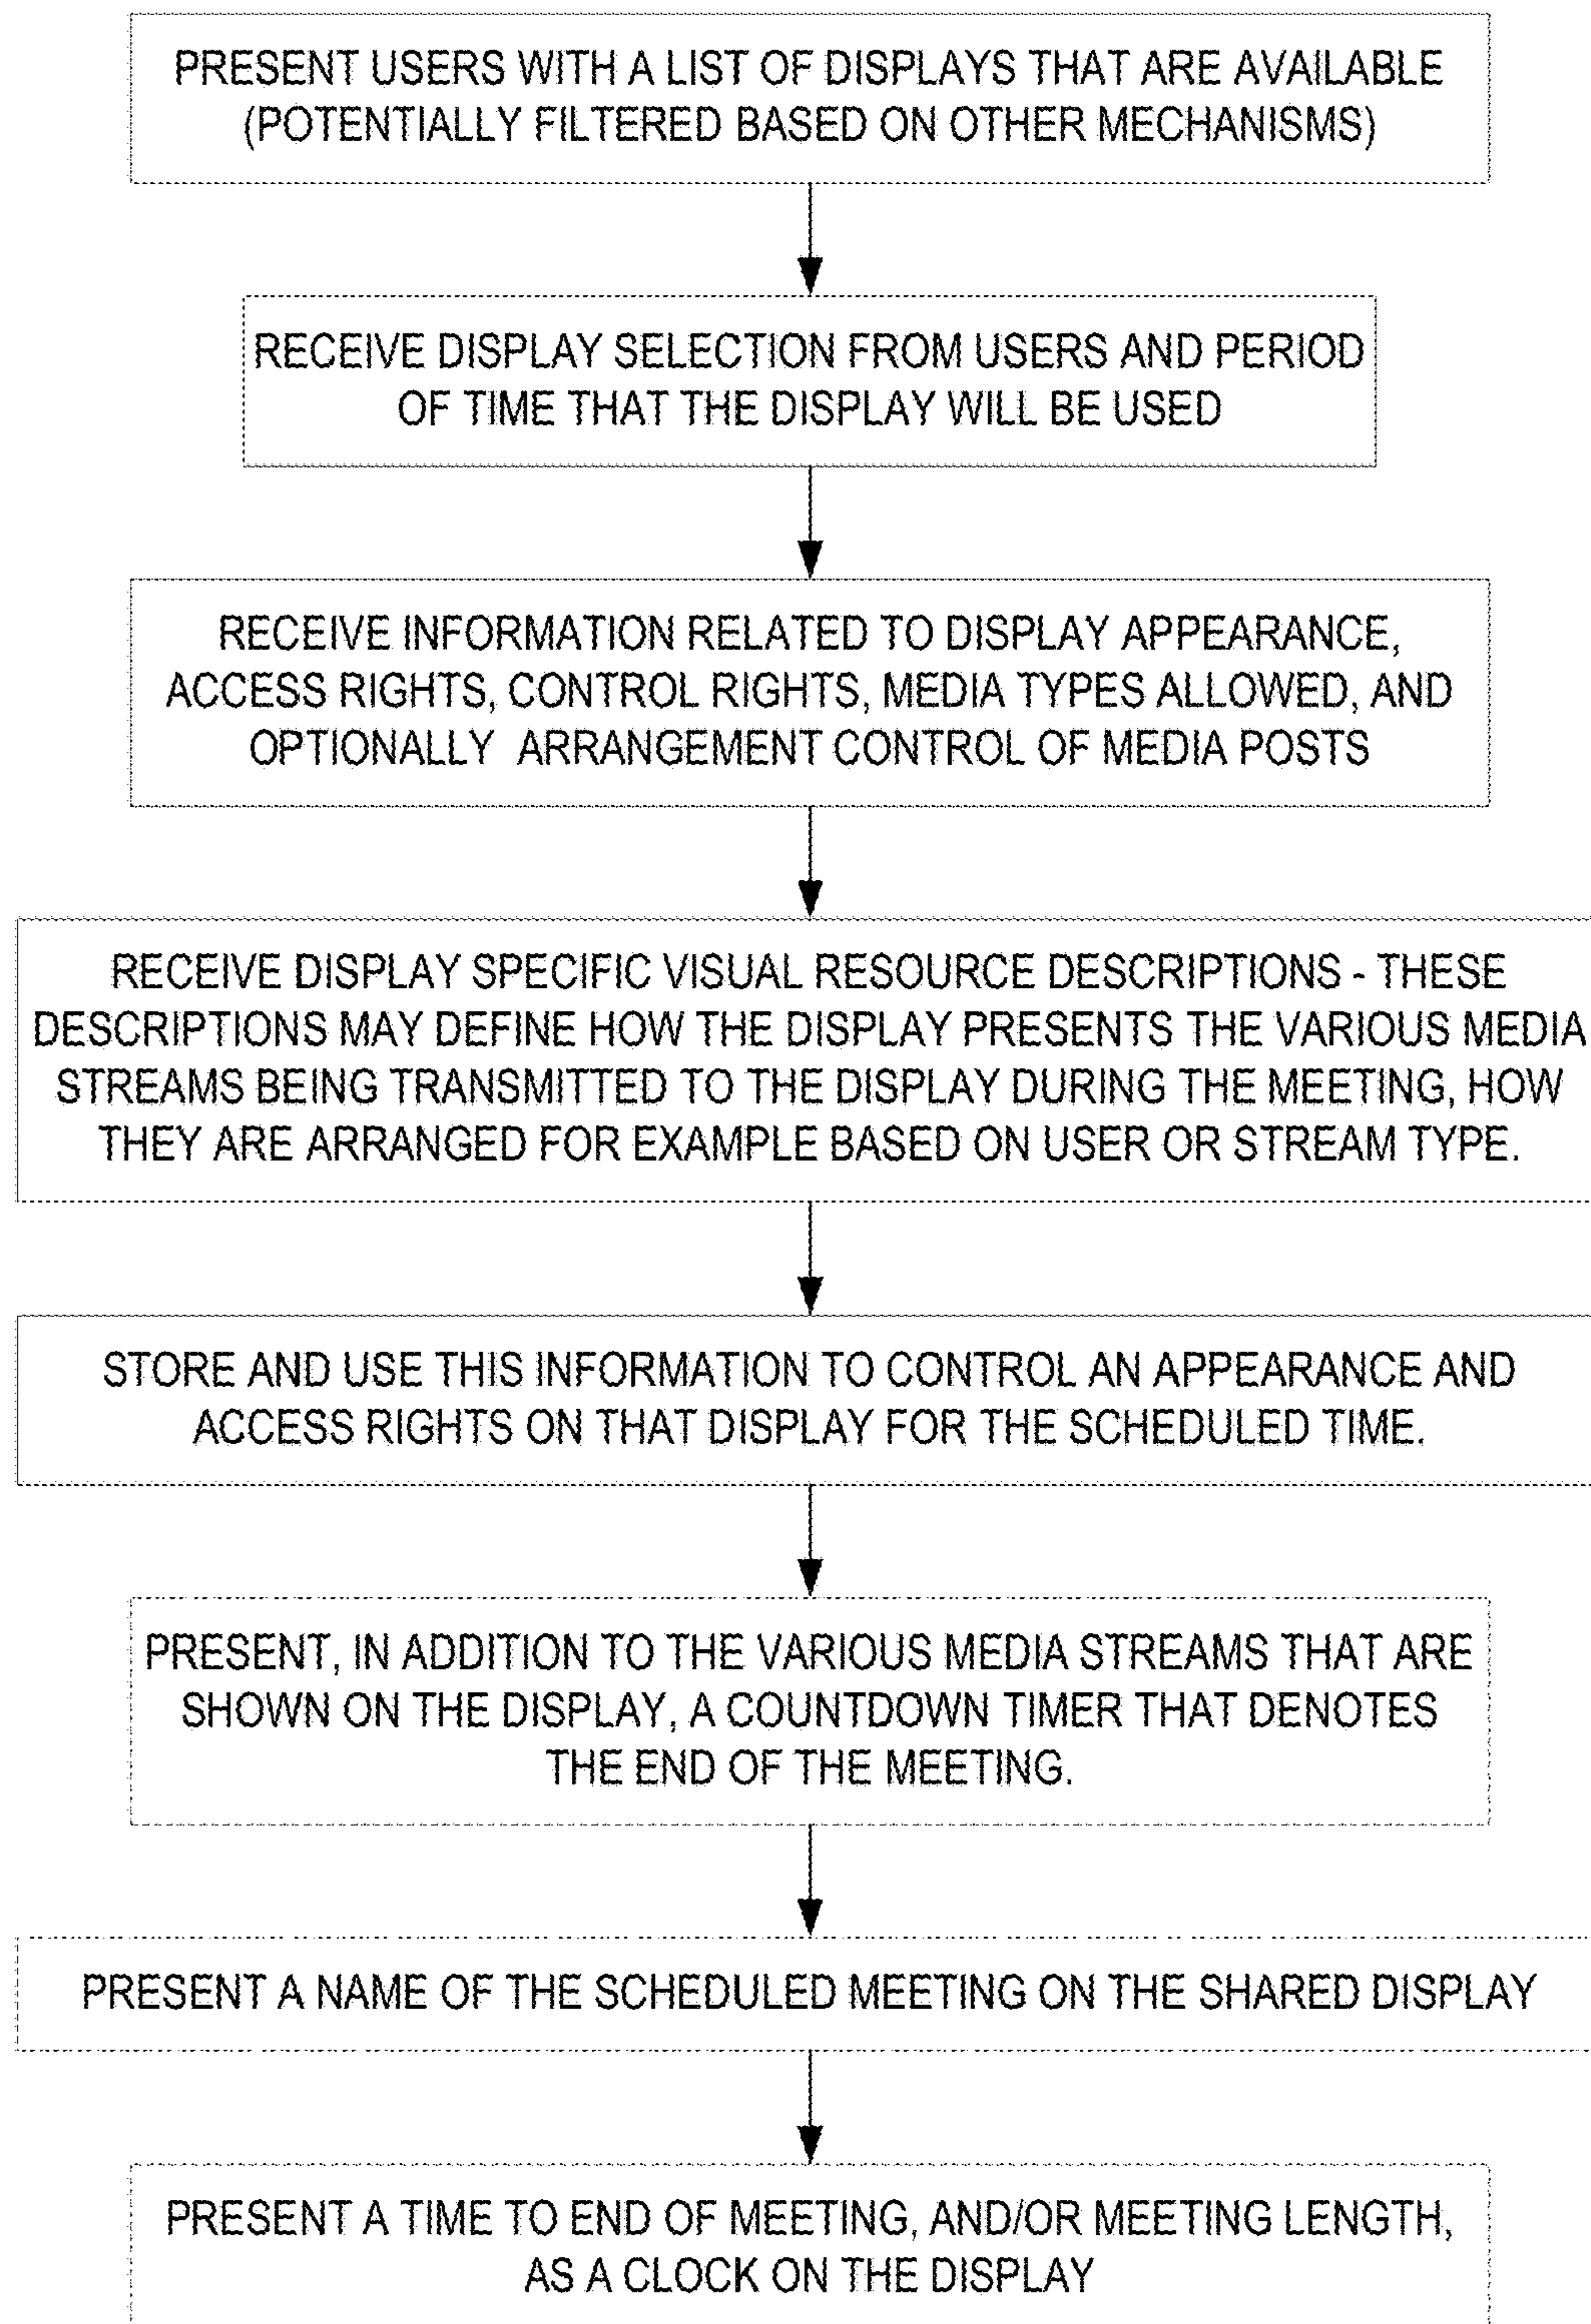 PRESENT USERS WITH A LIST OF DISPLAYS THAT ARE AVAILABLE
(POTENTIALLY FILTERED BASED ON OTHER MECHANISMS)
RECEIVE DISPLAY SELECTION FROM USERS AND PERIOD
OF TIME THAT THE DISPLAY WILL BE USED
RECEIVE INFORMATION RELATED TO DISPLAY APPEARANCE,
ACCESS RIGHTS, CONTROL RIGHTS, MEDIA TYPES ALLOWED, AND
OPTIONALLY ARRANGEMENT CONTROL OF MEDIA POSTS
RECEIVE DISPLAY SPECIFIC VISUAL RESOURCE DESCRIPTIONS - THESE
DESCRIPTIONS MAY DEFINE HOW THE DISPLAY PRESENTS THE VARIOUS MEDIA
STREAMS BEING TRANSMITTED TO THE DISPLAY DURING THE MEETING, HOW
THEY ARE ARRANGED FOR EXAMPLE BASED ON USER OR STREAM TYPE.
STORE AND USE THIS INFORMATION TO CONTROL AN APPEARANCE AND
ACCESS RIGHTS ON THAT DISPLAY FOR THE SCHEDULED TIME.
PRESENT, IN ADDITION TO THE VARIOUS MEDIA STREAMS THAT ARE
SHOWN ON THE DISPLAY, A COUNTDOWN TIMER THAT DENOTES
THE END OF THE MEETING.
PRESENT A NAME OF THE SCHEDULED MEETING ON THE SHARED DISPLAY
PRESENT A TIME TO END OF MEETING, AND/OR MEETING LENGTH,
AS A CLOCK ON THE DISPLAY